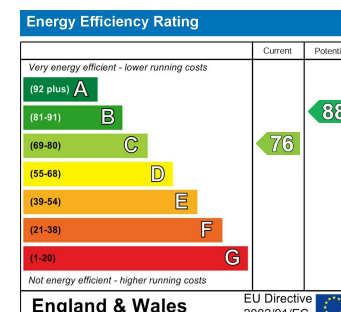 Energy Efficiency Rating
Current
Very energy efficient - lower running costs
(92 plus) A
(81-91) B
88
(69-80) C
76
(55-68) D
(39-54) E
(21-38) F
(1-20) G
Not energy efficient - higher running costs
England & Wales
EU Directive